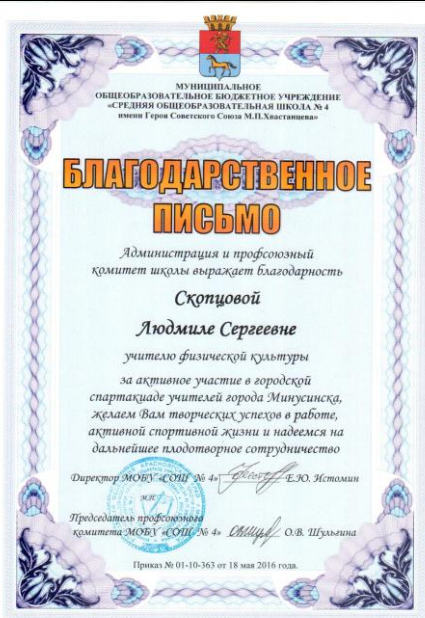 МУНИЦИПАЛЬНОЕ
ОБЩЕОБРАЗОВАТЕЛЬНОЕ БЮДЖЕТНОЕ УЧРЕЖДЕНИЕ
«СРЕДНЯЯ ОБЩЕОБРАЗОВАТЕЛЬНАЯ ШКОЛА № 4
имени Героя Советского Союза М.П.Хвастанцева»
БЛАГОДАРСТВЕННОЕ
ПИСЬМО
Администрация и профсоюзный
комитет школы выражает благодарность
Скопцовой
Людмиле Сергеевне
учителю физической культуры
за активное участие в городской
спартакиаде учителей города Минусинска,
желаем Вам творческих успехов в работе,
активной спортивной жизни и надеемся на
дальнейшее плодотворное сотрудничество
Директор МОБУ «СОШ № 4» Е.Ю. Истомин
М.П.
Председатель профсоюзного
комитета МОБУ «СОШ № 4» О.В. Шульгина
Приказ № 01-10-363 от 18 мая 2016 года.